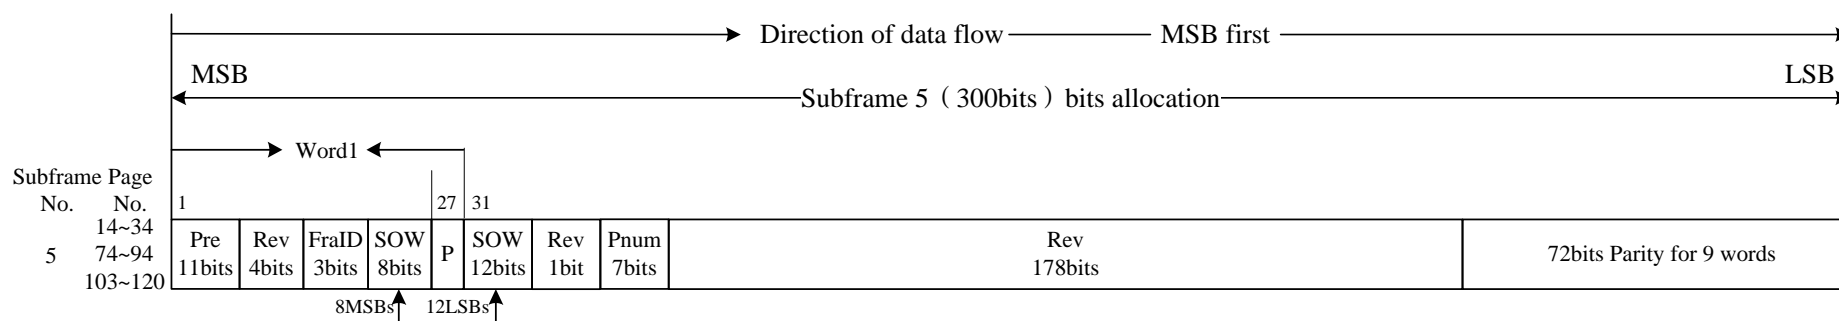 Direction of data flow MSB first
MSB LSB
Subframe 5（300bits）bits allocation
Word1
Subframe Page
No. No.
1 27 31
5
14~34
74~94
103~120
Pre
11bits
Rev
4bits
FraID
3bits
SOW
8bits
P
SOW
12bits
Rev
1bit
Pnum
7bits
Rev
178bits
72bits Parity for 9 words
8MSBs 12LSBs